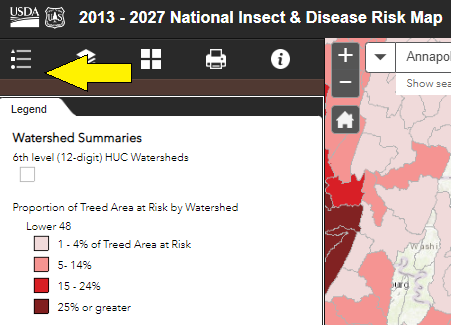 USDA
2013 - 2027 National Insect & Disease Risk Map
Annapol
Show sea
Legend
Watershed Summaries
6th level (12-digit) HUC Watersheds
Proportion of Treed Area at Risk by Watershed
Lower 48
1 - 4% of Treed Area at Risk
5- 14%
15 - 24%
25% or greater
Washi
burg